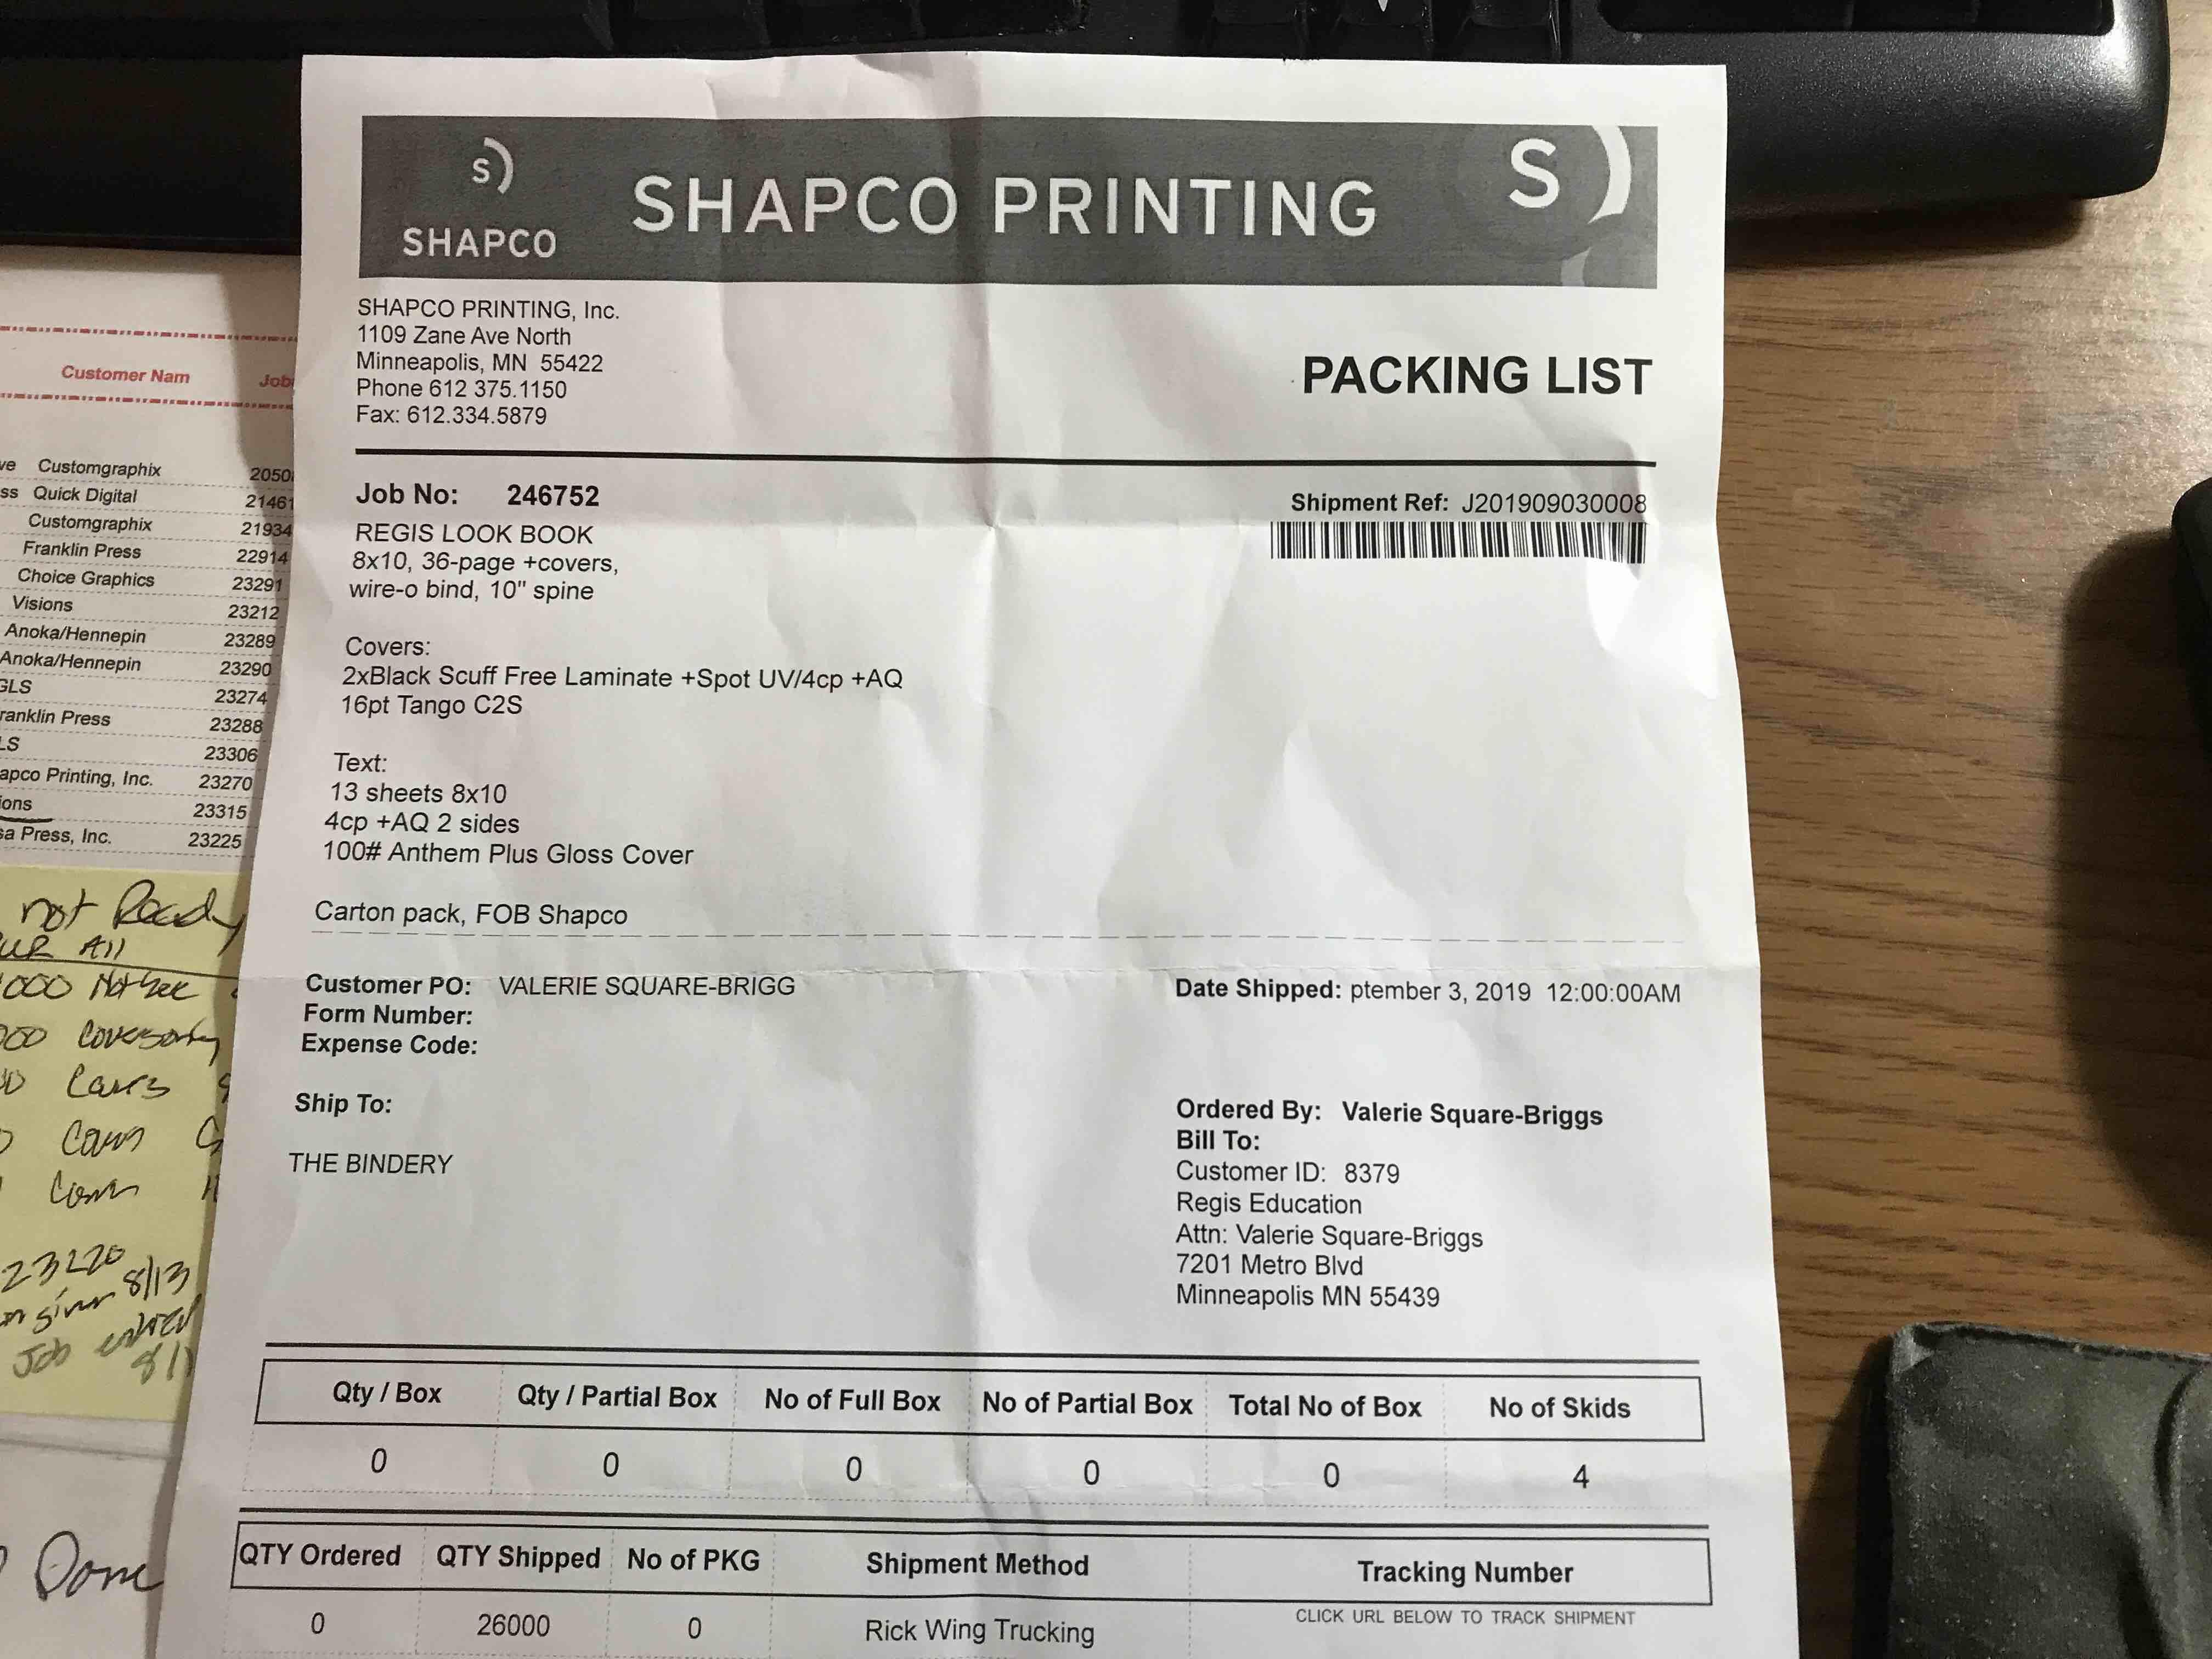 S)
SHAPCO
SHAPCO PRINTING
S)
SHAPCO PRINTING, Inc.
1109 Zane Ave North
Minneapolis, MN 55422
Phone 612 375.1150
Fax: 612.334.5879
PACKING LIST
Job No: 246752
Shipment Ref: J201909030008
REGIS LOOK BOOK
8x10, 36-page +covers,
wire-o bind, 10" spine
Covers:
2xBlack Scuff Free Laminate +Spot UV/4cp +AQ
16pt Tango C2S
Text:
13 sheets 8x10
4cp +AQ 2 sides
100# Anthem Plus Gloss Cover
Carton pack, FOB Shapco
Customer PO: VALERIE SQUARE-BRIGG
Form Number:
Expense Code:
Date Shipped: ptember 3, 2019 12:00:00AM
Ship To:
THE BINDERY
Ordered By: Valerie Square-Briggs
Bill To:
Customer ID: 8379
Regis Education
Attn: Valerie Square-Briggs
7201 Metro Blvd
Minneapolis MN 55439
Qty / Box Qty / Partial Box No of Full Box No of Partial Box Total No of Box No of Skids
0 0 0 0 0 4
QTY Ordered QTY Shipped No of PKG Shipment Method Tracking Number
0 26000 0 Rick Wing Trucking CLICK URL BELOW TO TRACK SHIPMENT
Customer Nam Job
ve Customgraphix 2050
ss Quick Digital 21461
Customgraphix 21934
Franklin Press 22914
Choice Graphics 23291
Visions 23212
Anoka/Hennepin 23289
Anoka/Hennepin 23290
GLS 23274
ranklin Press 23288
LS 23306
apco Printing, Inc. 23270
ions 23315
sa Press, Inc. 23225
not Ready
All
000
23220
8/13
Job
Done